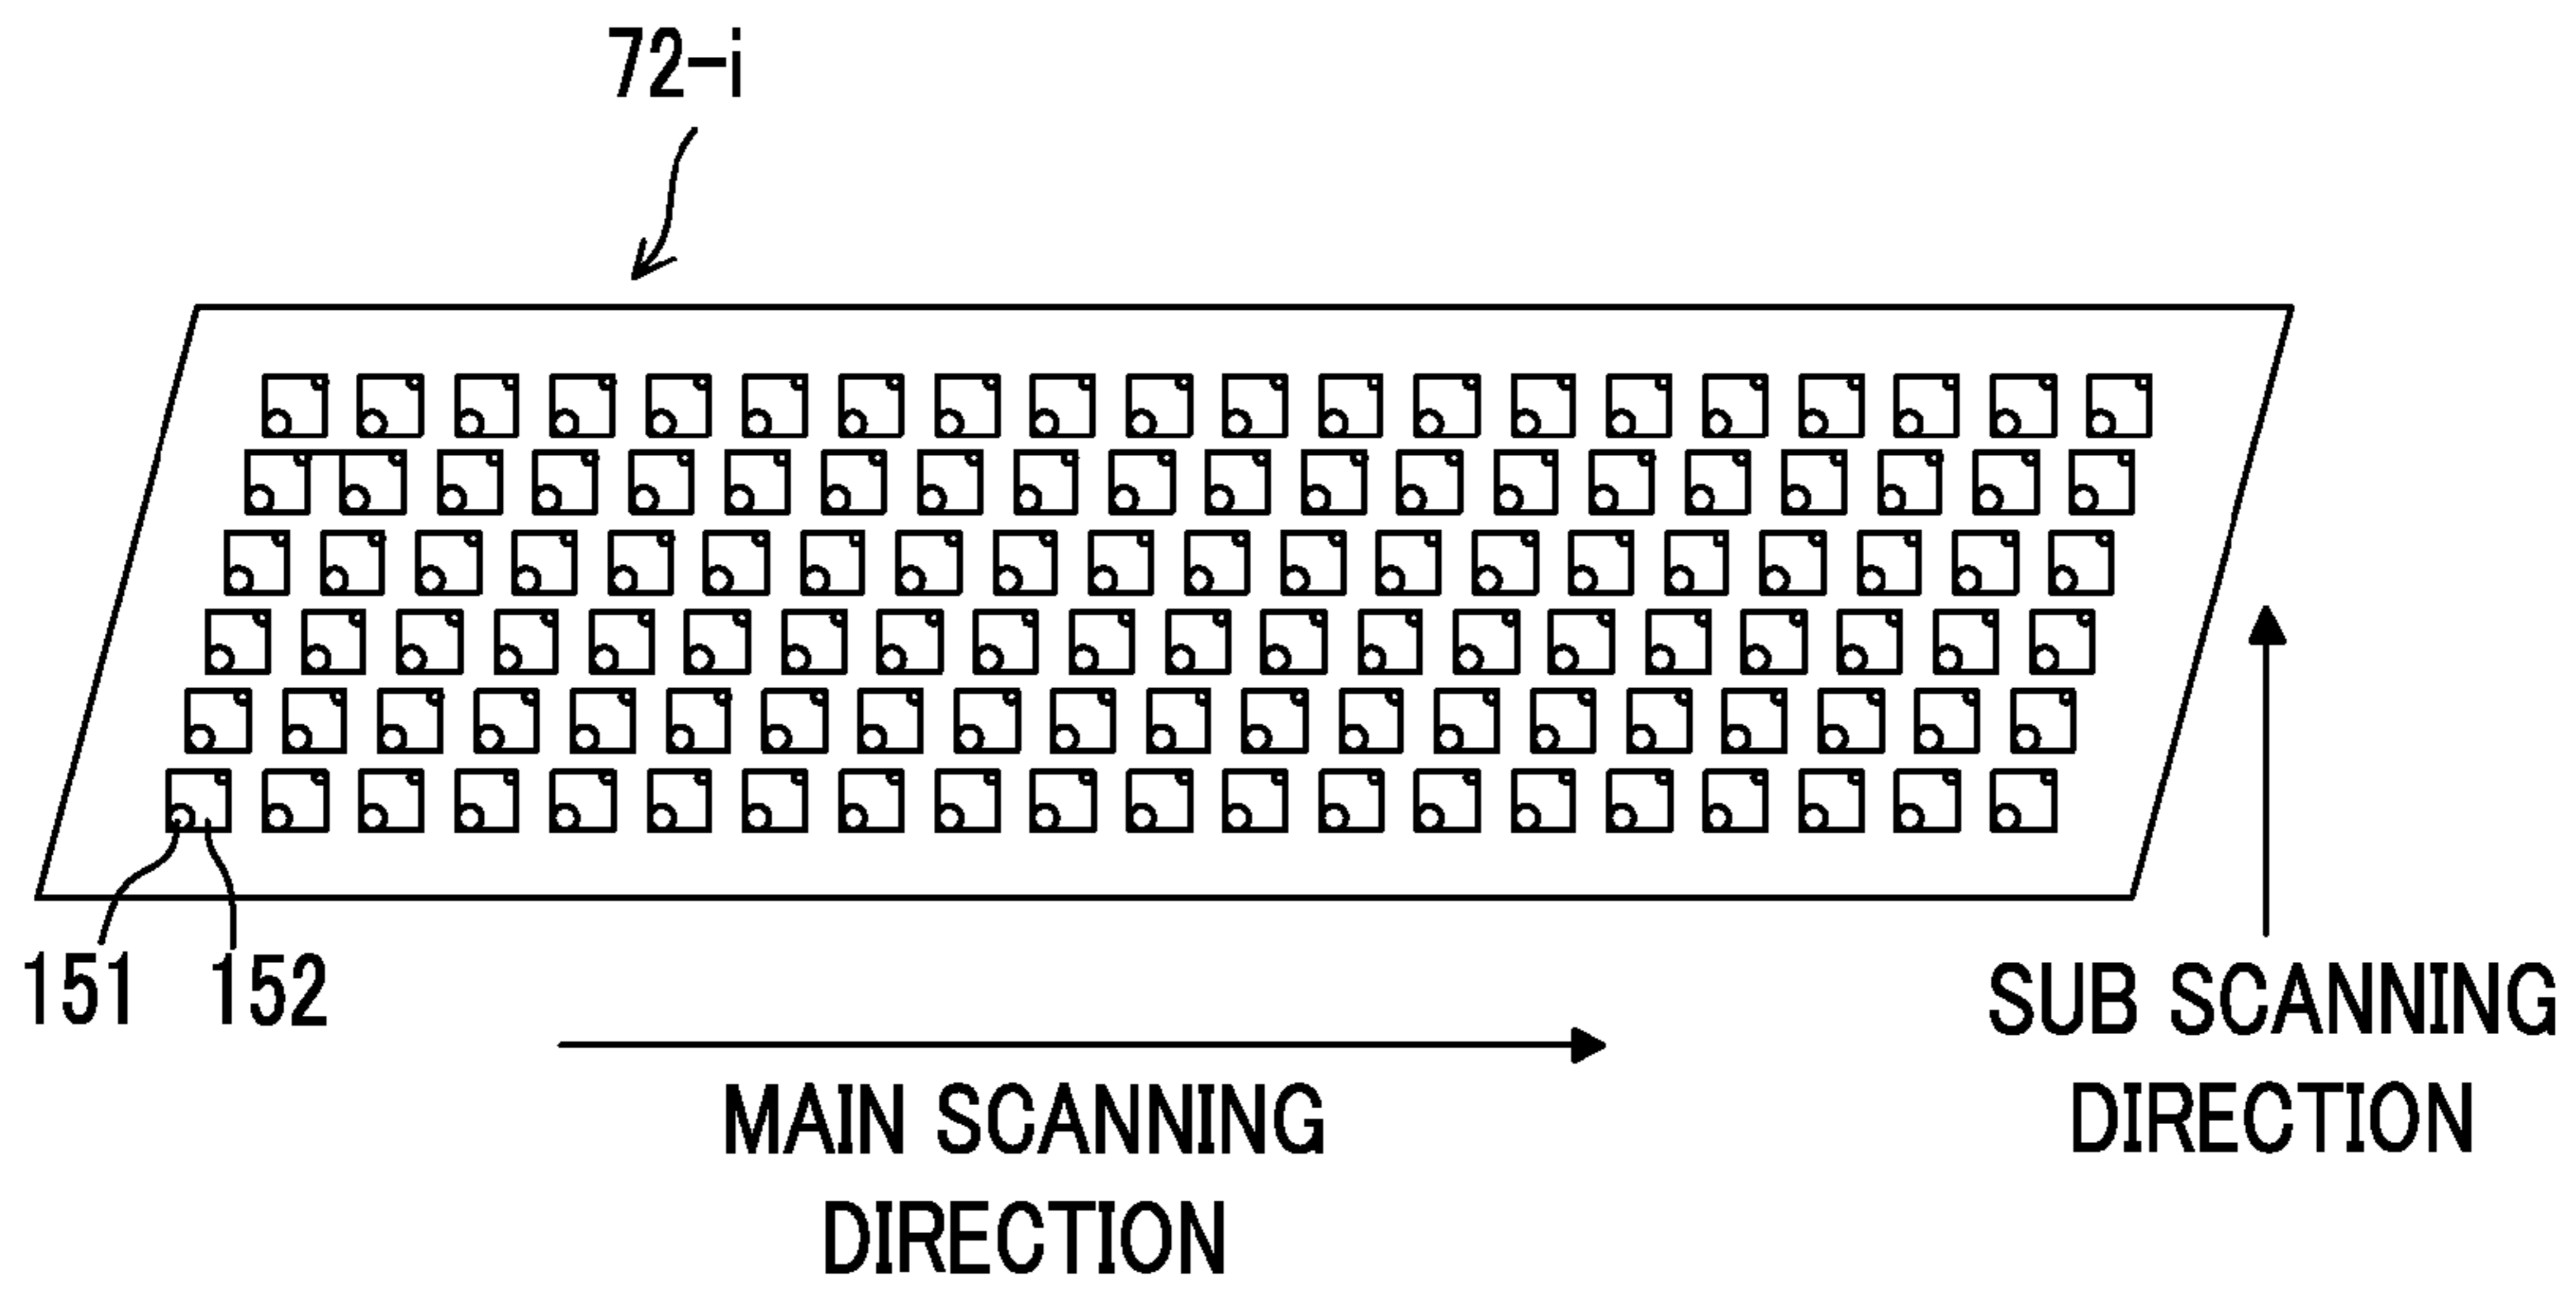 72-i
151 152
MAIN SCANNING
DIRECTION
SUB SCANNING
DIRECTION